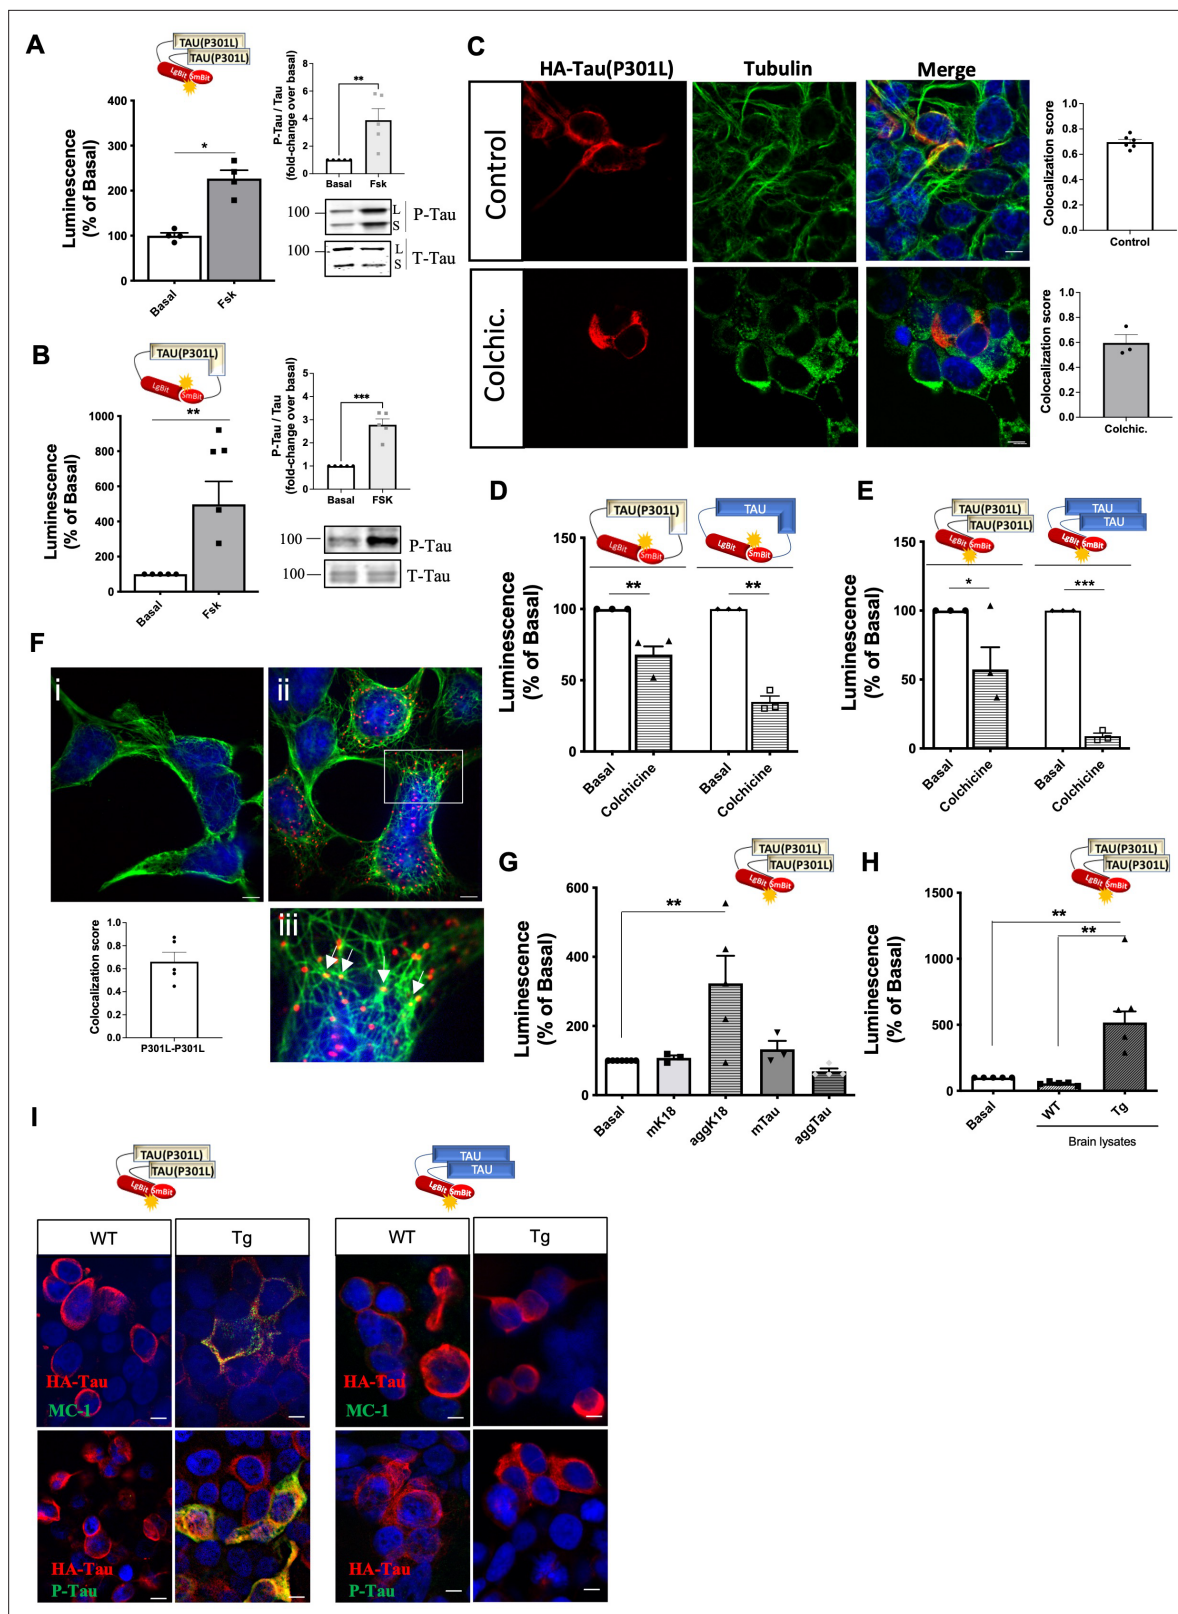 A
TAU(P301L)
TAU(P301L)
LgBit
SmBit
Luminescence
(% of Basal)
400
300
200
100
0
*
Basal
Fsk
P-Tau / Tau
(fold-change over basal)
8
6
4
2
0
**
Basal
Fsk
100
L
S
P-Tau
100
L
S
T-Tau
B
TAU(P301L)
LgBit
SmBit
Luminescence
(% of Basal)
1000
800
600
400
200
0
**
Basal
Fsk
P-Tau / Tau
(fold-change over basal)
5
4
3
2
1
0
***
Basal
FSK
100
P-Tau
100
T-Tau
C
HA-Tau(P301L)
Tubulin
Merge
Control
Colchic.
Colocalization score
1.0
0.8
0.6
0.4
0.2
0.0
Control
Colocalization score
1.0
0.8
0.6
0.4
0.2
0.0
Colchic.
D
TAU(P301L)
LgBit
SmBit
TAU
LgBit
SmBit
Luminescence
(% of Basal)
150
100
50
0
**
**
Basal
Colchicine
Basal
Colchicine
E
TAU(P301L)
TAU(P301L)
LgBit
SmBit
TAU
TAU
LgBit
SmBit
Luminescence
(% of Basal)
150
100
50
0
*
***
Basal
Colchicine
Basal
Colchicine
F
i
ii
iii
Colocalization score
1.0
0.8
0.6
0.4
0.2
0.0
P301L-P301L
G
TAU(P301L)
TAU(P301L)
LgBit
SmBit
Luminescence
(% of Basal)
600
400
200
0
**
Basal
mK18
aggK18
mTau
aggTau
H
TAU(P301L)
TAU(P301L)
LgBit
SmBit
Luminescence
(% of Basal)
1500
1000
500
0
**
**
Basal
WT
Tg
Brain lysates
I
TAU(P301L)
TAU(P301L)
LgBit
SmBit
TAU
TAU
LgBit
SmBit
WT
Tg
WT
Tg
HA-Tau
MC-1
HA-Tau
MC-1
HA-Tau
P-Tau
HA-Tau
P-Tau